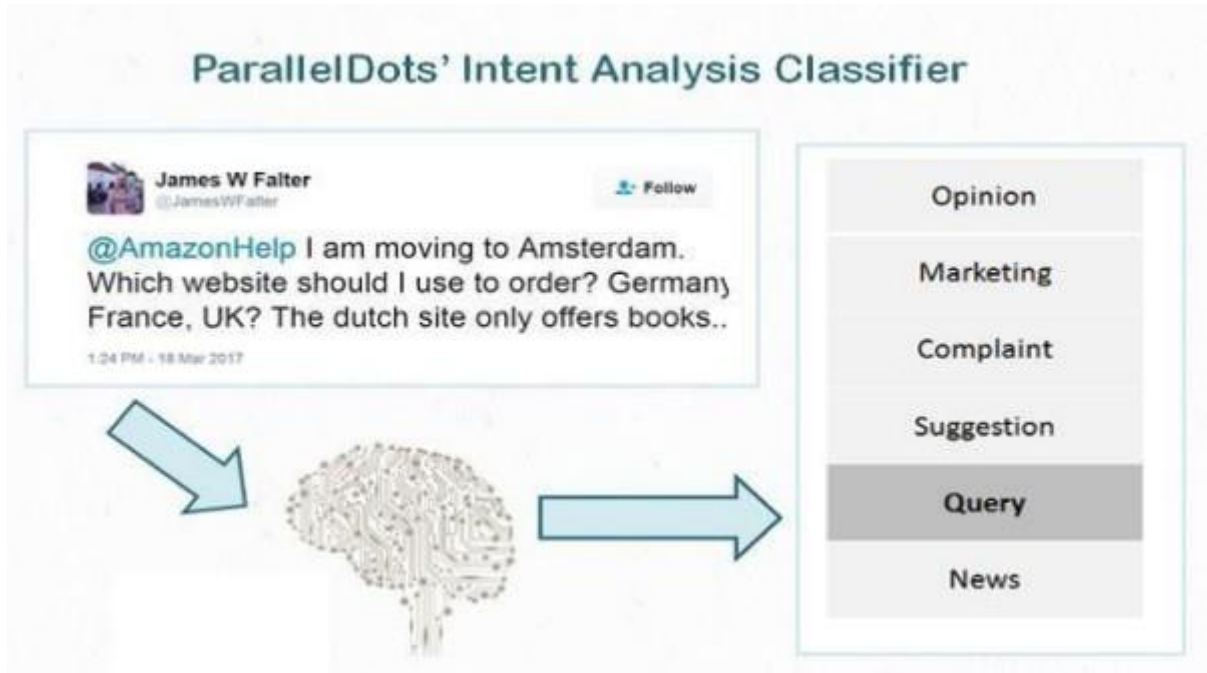 ParallelDots' Intent Analysis Classifier
James W Falter
@JamesWFalter
Follow
@AmazonHelp I am moving to Amsterdam.
Which website should I use to order? Germany
France, UK? The dutch site only offers books..
1:24 PM - 18 Mar 2017
Opinion
Marketing
Complaint
Suggestion
Query
News